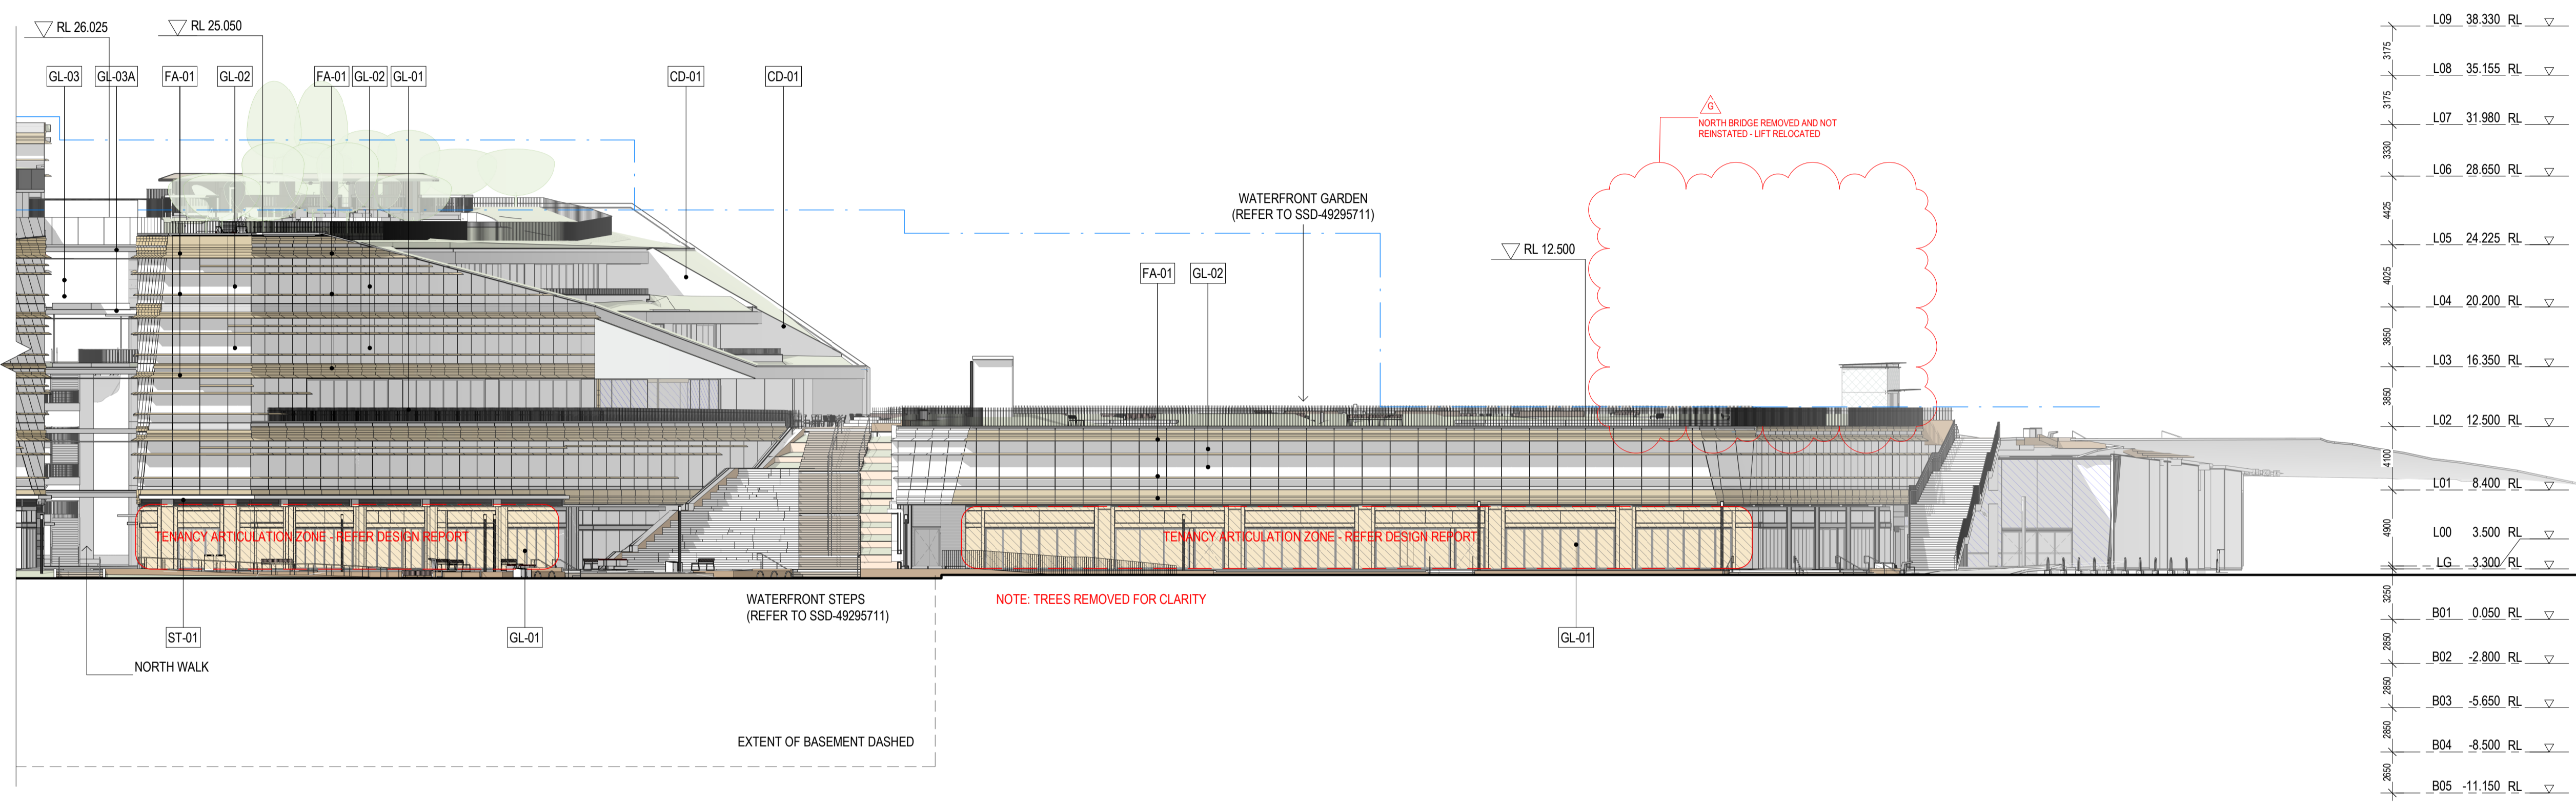 RL 26.025
RL 25.050
GL-03
GL-03A
FA-01
GL-02
FA-01
GL-02
GL-01
CD-01
CD-01
G
NORTH BRIDGE REMOVED AND NOT
REINSTATED - LIFT RELOCATED
WATERFRONT GARDEN
(REFER TO SSD-49295711)
RL 12.500
FA-01
GL-02
TENANCY ARTICULATION ZONE - REFER DESIGN REPORT
TENANCY ARTICULATION ZONE - REFER DESIGN REPORT
WATERFRONT STEPS
(REFER TO SSD-49295711)
NOTE: TREES REMOVED FOR CLARITY
ST-01
GL-01
GL-01
NORTH WALK
EXTENT OF BASEMENT DASHED
L09 38.330 RL
3175
L08 35.155 RL
3175
L07 31.980 RL
3330
L06 28.650 RL
4425
L05 24.225 RL
4025
L04 20.200 RL
3850
L03 16.350 RL
3850
L02 12.500 RL
4100
L01 8.400 RL
4900
L00 3.500 RL
LG 3.300 RL
3250
B01 0.050 RL
2850
B02 -2.800 RL
2850
B03 -5.650 RL
2850
B04 -8.500 RL
2650
B05 -11.150 RL